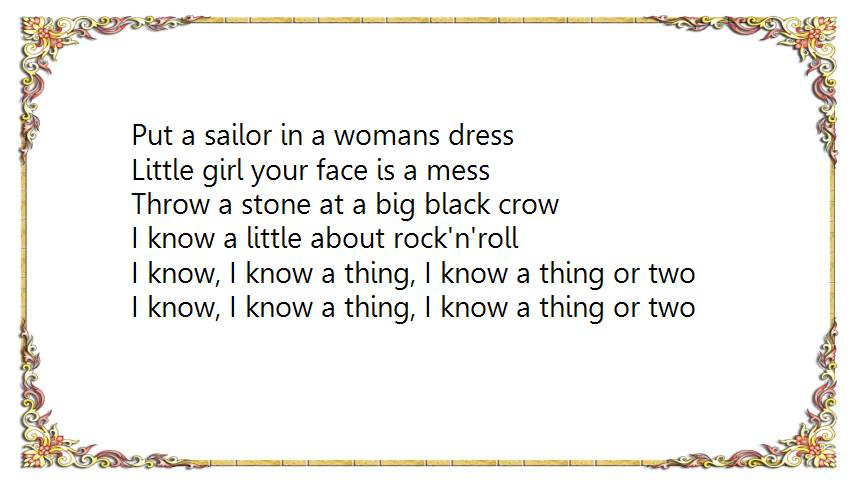 Put a sailor in a womans dress
Little girl your face is a mess
Throw a stone at a big black crow
I know a little about rock'n'roll
I know, I know a thing, I know a thing or two
I know, I know a thing, I know a thing or two